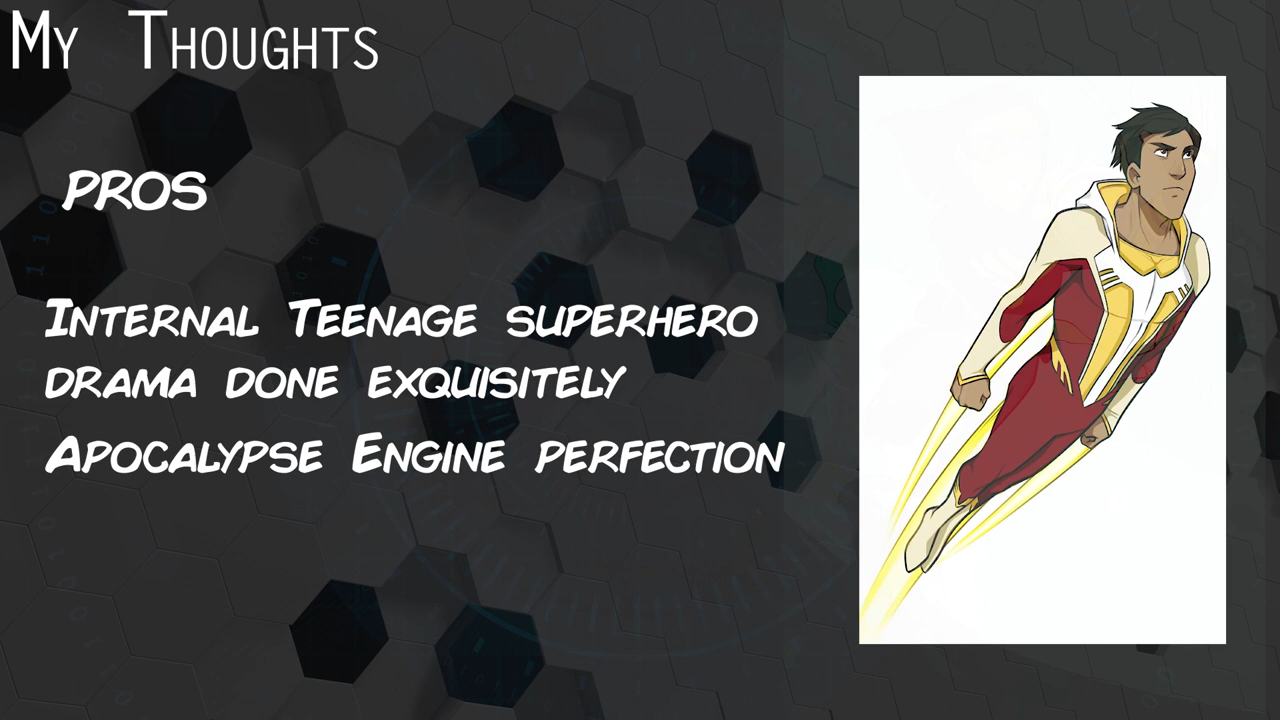 My Thoughts
PROS
Internal Teenage superhero
drama done exquisitely
Apocalypse Engine perfection